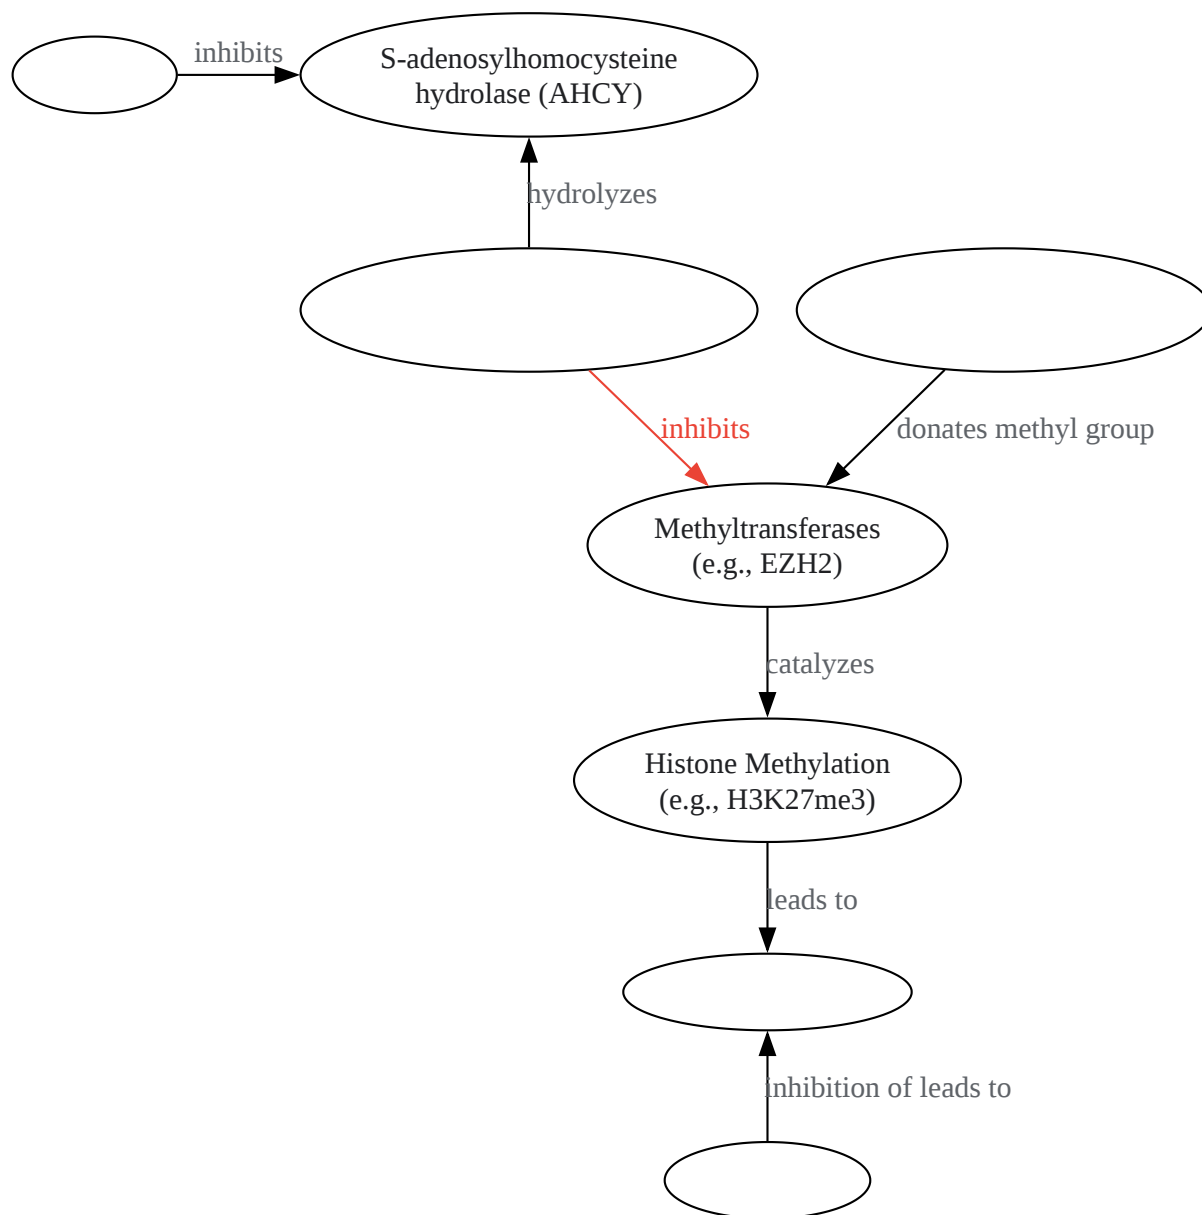 inhibits
S-adenosylhomocysteine
hydrolase (AHCY)
hydrolyzes
inhibits
donates methyl group
Methyltransferases
(e.g., EZH2)
catalyzes
Histone Methylation
(e.g., H3K27me3)
leads to
inhibition of leads to